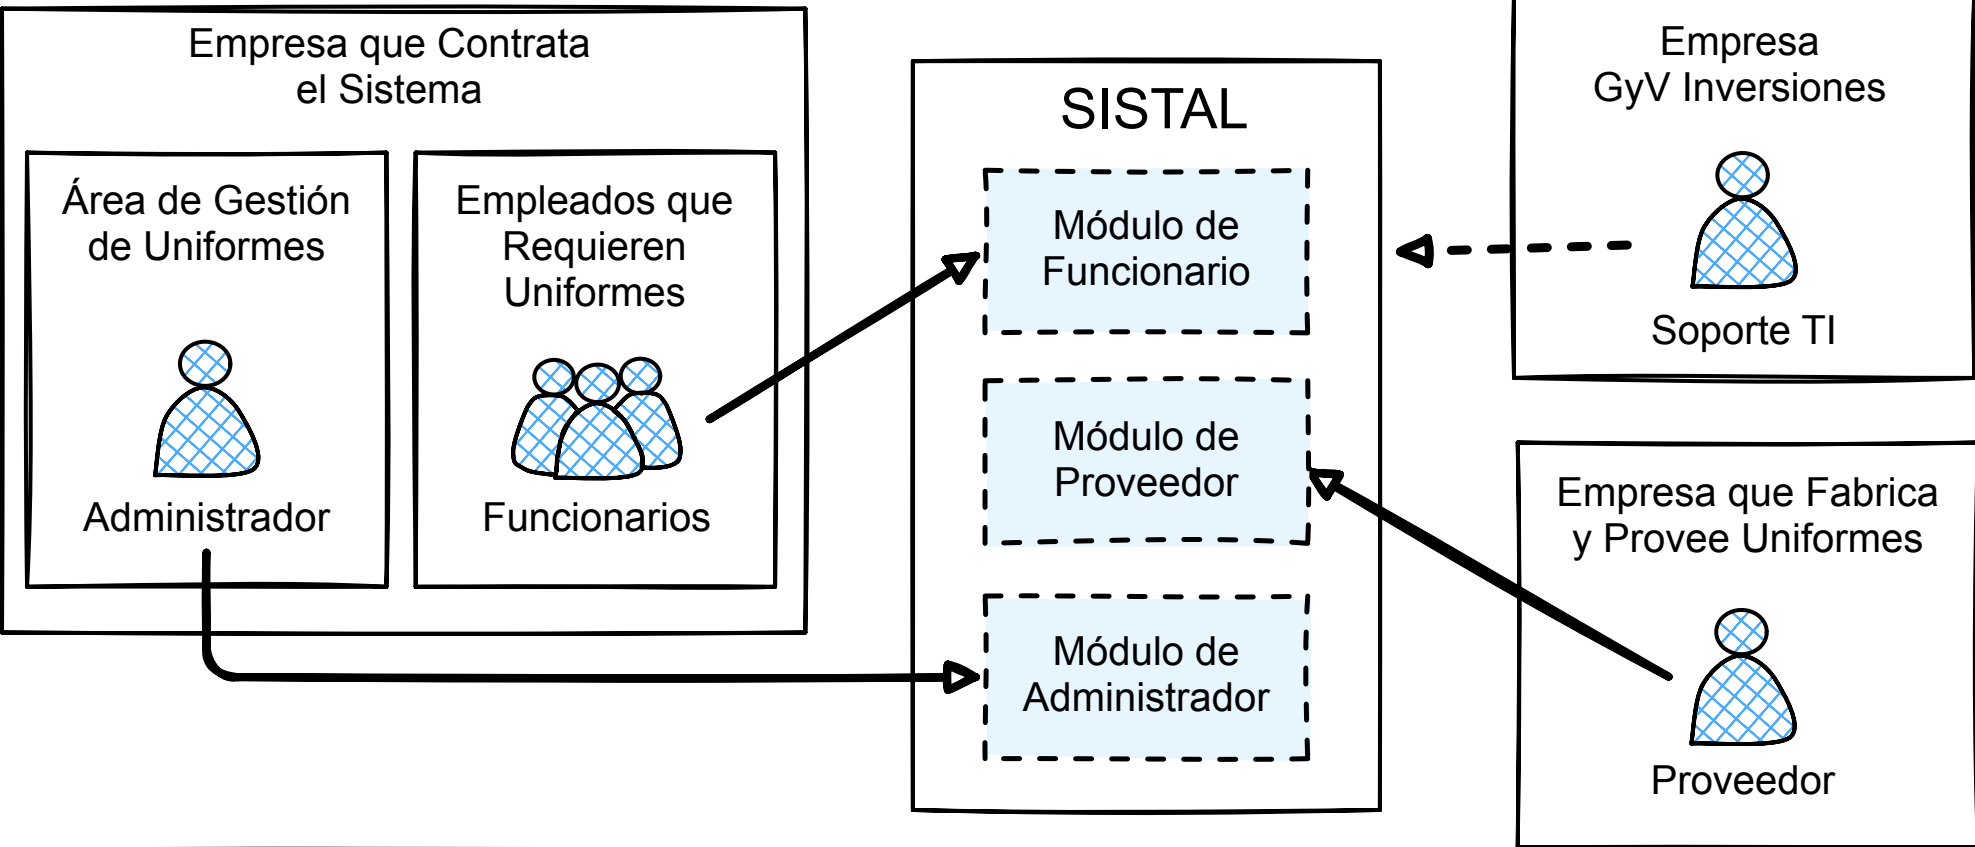 Empresa que Contrata
el Sistema
Área de Gestión
de Uniformes
Administrador
Empleados que
Requieren
Uniformes
Funcionarios
SISTAL
Módulo de
Funcionario
Módulo de
Proveedor
Módulo de
Administrador
Empresa
GyV Inversiones
Soporte TI
Empresa que Fabrica
y Provee Uniformes
Proveedor